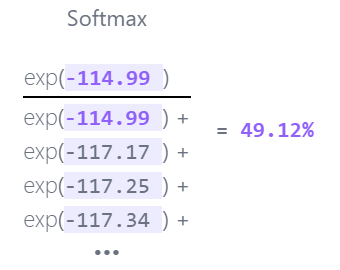 Softmax
exp(-114.99 )
exp(-114.99 ) +
= 49.12%
exp(-117.17 ) +
exp(-117.25 ) +
exp(-117.34 ) +
•••